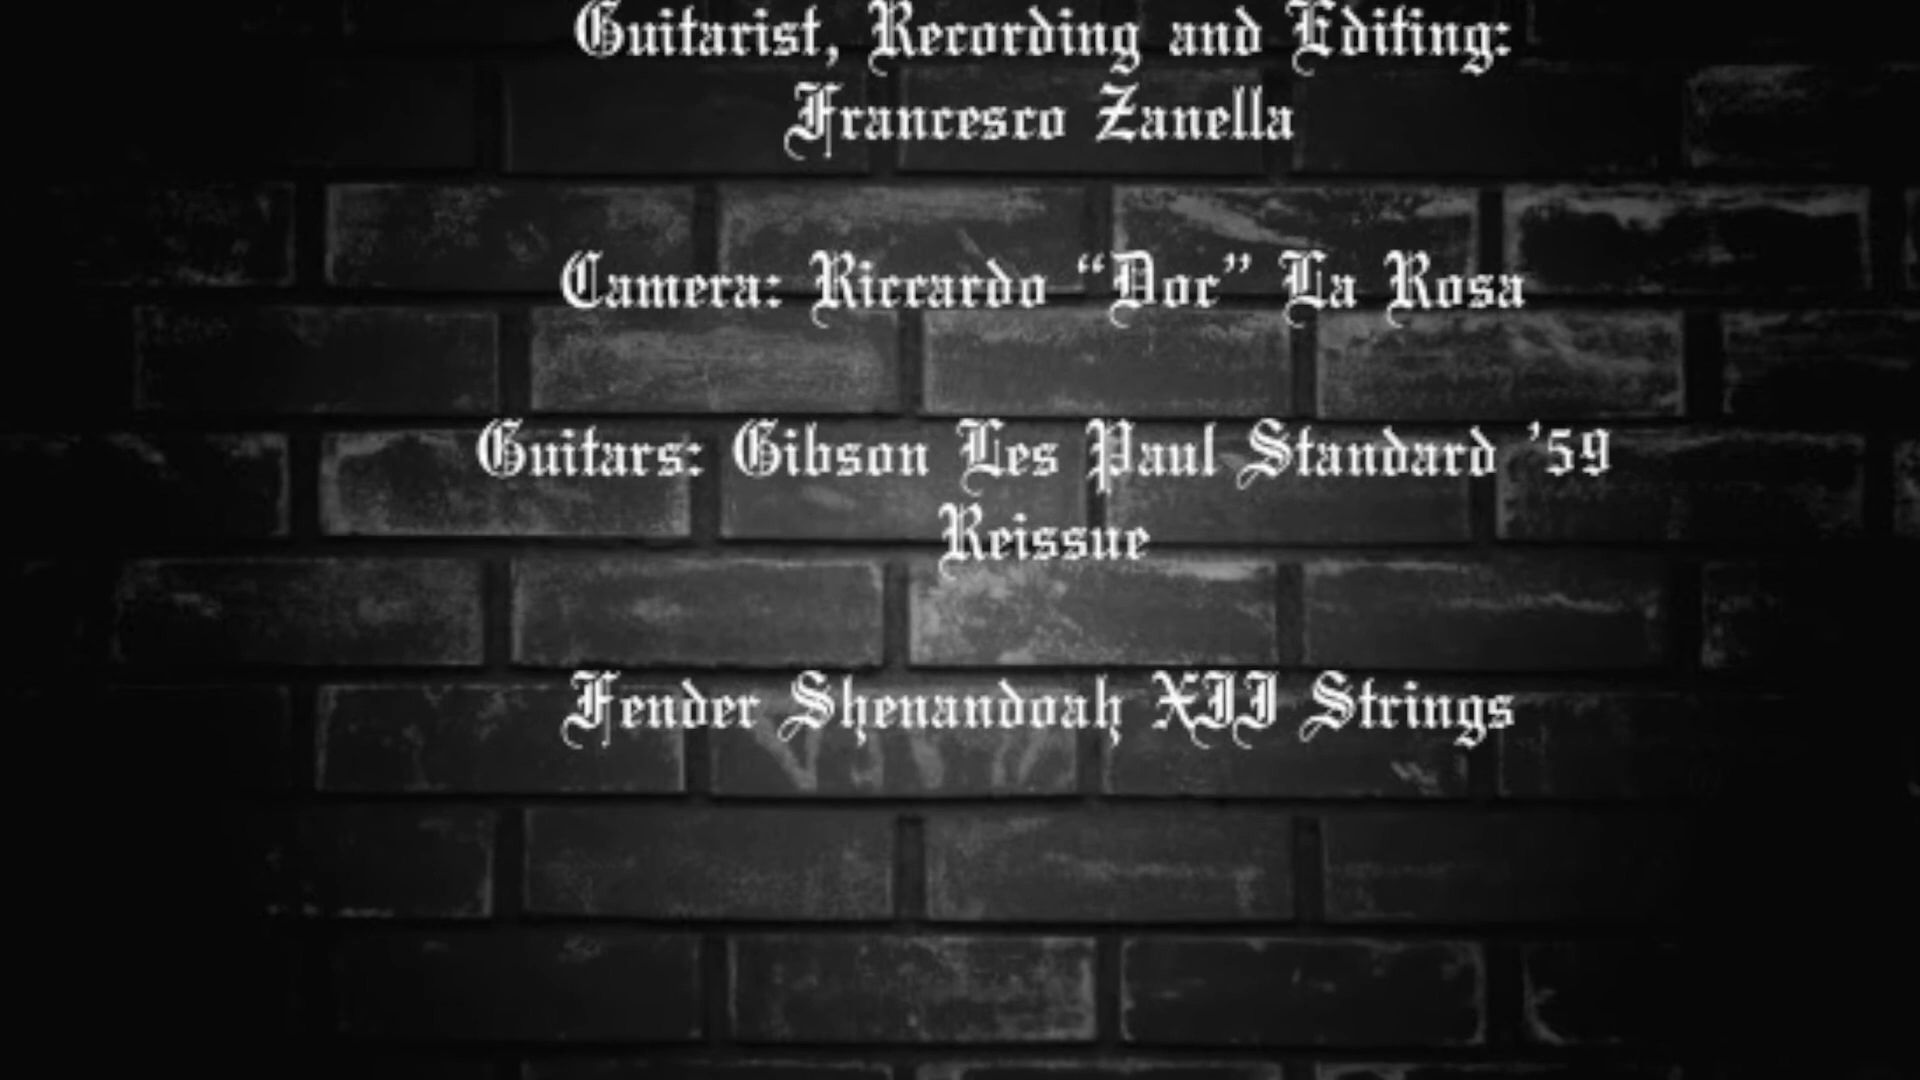 Guitarist, Recording and Editing:
Francesco Zanella
Camera: Riccardo “Doc” La Rosa
Guitars: Gibson Les Paul Standard ’59
Reissue
Fender Shenandoah XII Strings